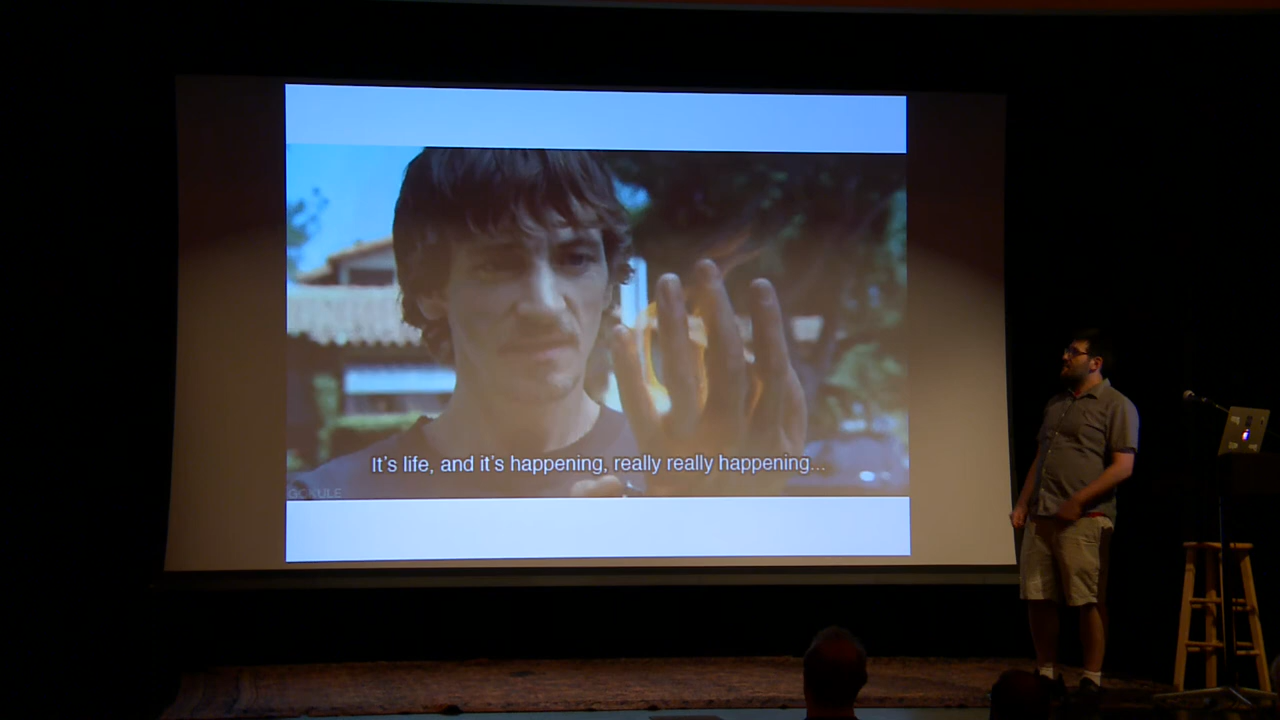 It's life, and it's happening, really really happening...